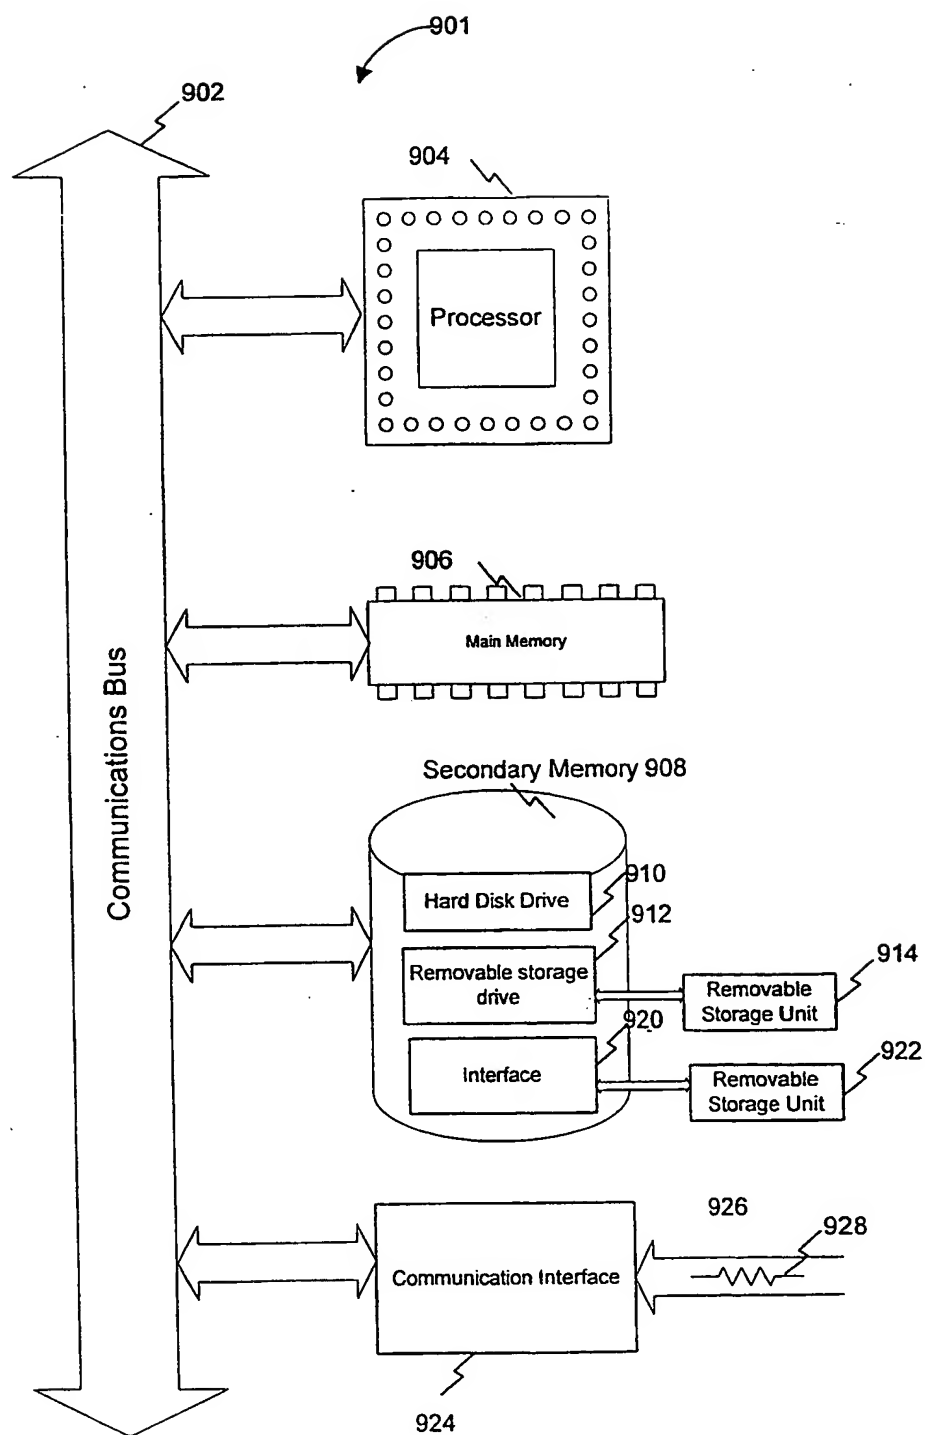 901
902
904
Processor
906
Main Memory
Communications Bus
Secondary Memory 908
Hard Disk Drive
910
912
Removable storage
drive
914
Removable
Storage Unit
920
Interface
922
Removable
Storage Unit
926
928
Communication Interface
924